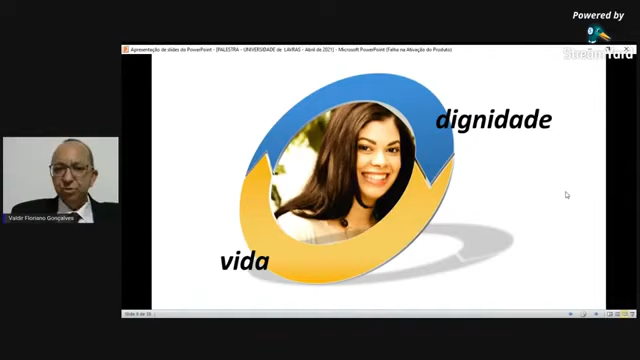 Powered by
StreamYard
Apresentação de slides do PowerPoint - [PALESTRA - UNIVERSIDADE de LAVRAS - Abril de 2021] - Microsoft PowerPoint (Falha na Ativação do Produto)
dignidade
vida
Valdir Floriano Gonçalves